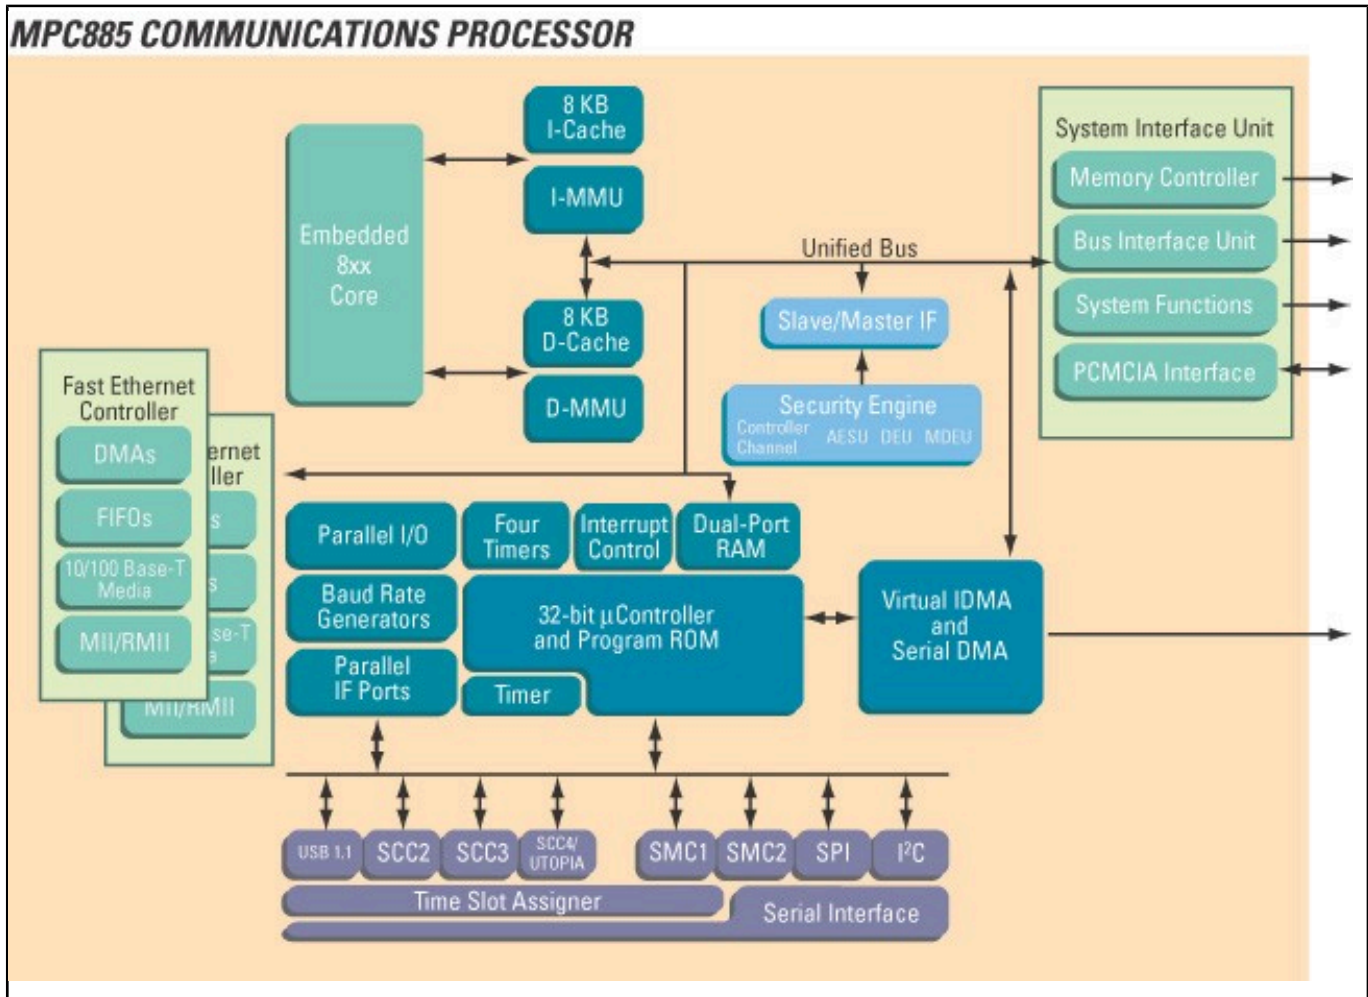 MPC885 COMMUNICATIONS PROCESSOR
8 KB
I-Cache
I-MMU
Embedded
8xx
Core
8 KB
D-Cache
D-MMU
Unified Bus
Slave/Master IF
Security Engine
Controller
Channel
AESU DEU MDEU
System Interface Unit
Memory Controller
Bus Interface Unit
System Functions
PCMCIA Interface
Fast Ethernet
Controller
DMAs
FIFOs
10/100 Base-T
Media
MII/RMII
ernet
ller
s
s
se-T
a
MII/RMII
Parallel I/O
Four
Timers
Interrupt
Control
Dual-Port
RAM
Baud Rate
Generators
32-bit µController
and Program ROM
Parallel
IF Ports
Timer
Virtual IDMA
and
Serial DMA
USB 1.1
SCC2
SCC3
SCC4/
UTOPIA
SMC1
SMC2
SPI
I²C
Time Slot Assigner
Serial Interface